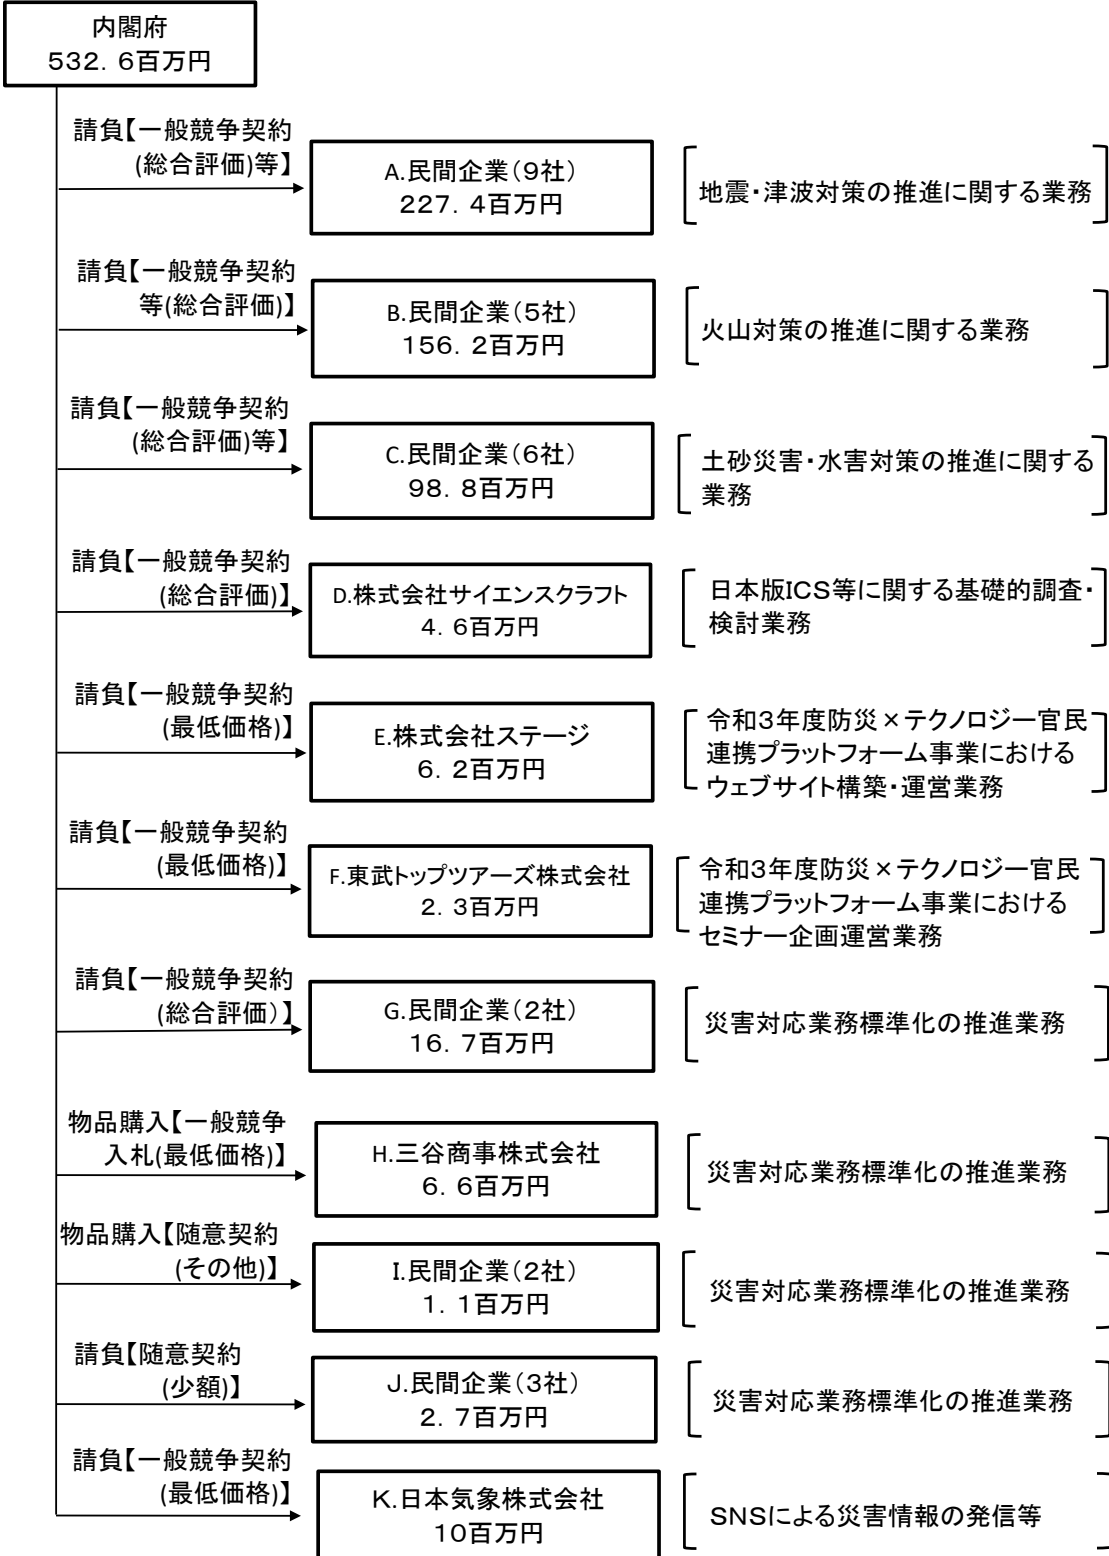 内閣府
532．6百万円
請負【一般競争契約
(総合評価)等】
A.民間企業（９社）
２２７．４百万円
地震・津波対策の推進に関する業務
請負【一般競争契約
等(総合評価)】
B.民間企業（５社）
１５６．２百万円
火山対策の推進に関する業務
請負【一般競争契約
(総合評価)等】
C.民間企業（６社）
９８．８百万円
土砂災害・水害対策の推進に関する
業務
請負【一般競争契約
(総合評価)】
D.株式会社サイエンスクラフト
４．６百万円
日本版ＩＣＳ等に関する基礎的調査・
検討業務
請負【一般競争契約
(最低価格)】
E.株式会社ステージ
６．２百万円
令和３年度防災×テクノロジー官民
連携プラットフォーム事業における
ウェブサイト構築・運営業務
請負【一般競争契約
(最低価格)】
F.東武トップツアーズ株式会社
２．３百万円
令和３年度防災×テクノロジー官民
連携プラットフォーム事業における
セミナー企画運営業務
請負【一般競争契約
(総合評価）】
G.民間企業（２社）
１６．７百万円
災害対応業務標準化の推進業務
物品購入【一般競争
入札(最低価格)】
H.三谷商事株式会社
６．６百万円
災害対応業務標準化の推進業務
物品購入【随意契約
(その他)】
I.民間企業（２社）
１．１百万円
災害対応業務標準化の推進業務
請負【随意契約
(少額)】
J.民間企業（３社）
２．７百万円
災害対応業務標準化の推進業務
請負【一般競争契約
(最低価格)】
Ｋ.日本気象株式会社
１０百万円
ＳＮＳによる災害情報の発信等